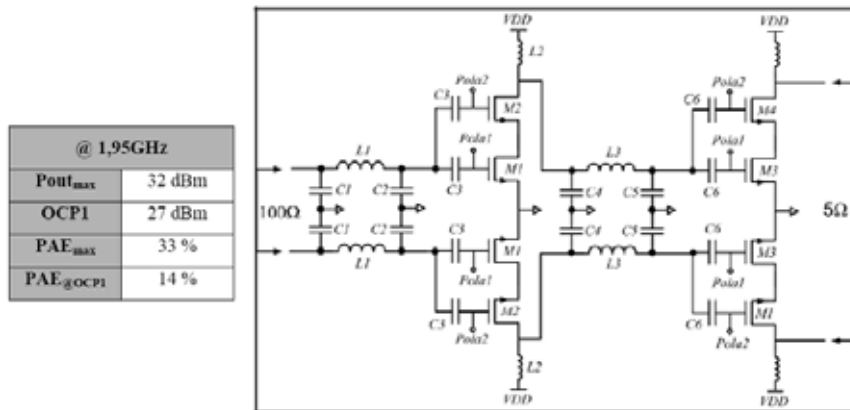 @ 1,95GHz
Poutmax 32 dBm
OCP1 27 dBm
PAEmax 33 %
PAE@OCP1 14 %
VDD VDD
L2
Pola2 Pola2
C3 M2 C6 M4
L1 Pola1 L3 Pola1
C3 M1 C6 M3
C1 C2 C4 C5
100Ω 5Ω
C1 C2 C3 M1 C4 C5 C6 M3
L1 Pola1 L3 Pola1
C3 M2 C6 M1
Pola2 Pola2
L2
VDD VDD